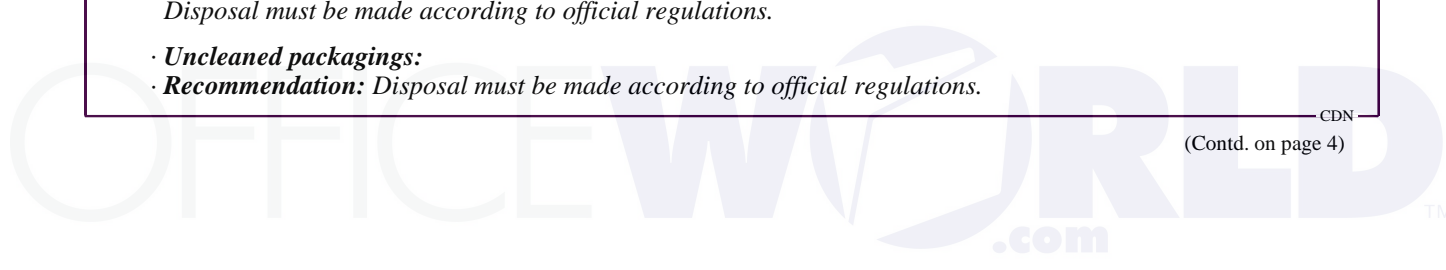 Disposal must be made according to official regulations.
· Uncleaned packagings:
· Recommendation: Disposal must be made according to official regulations.
CDN
(Contd. on page 4)
OFFICEWORLD TM
.com